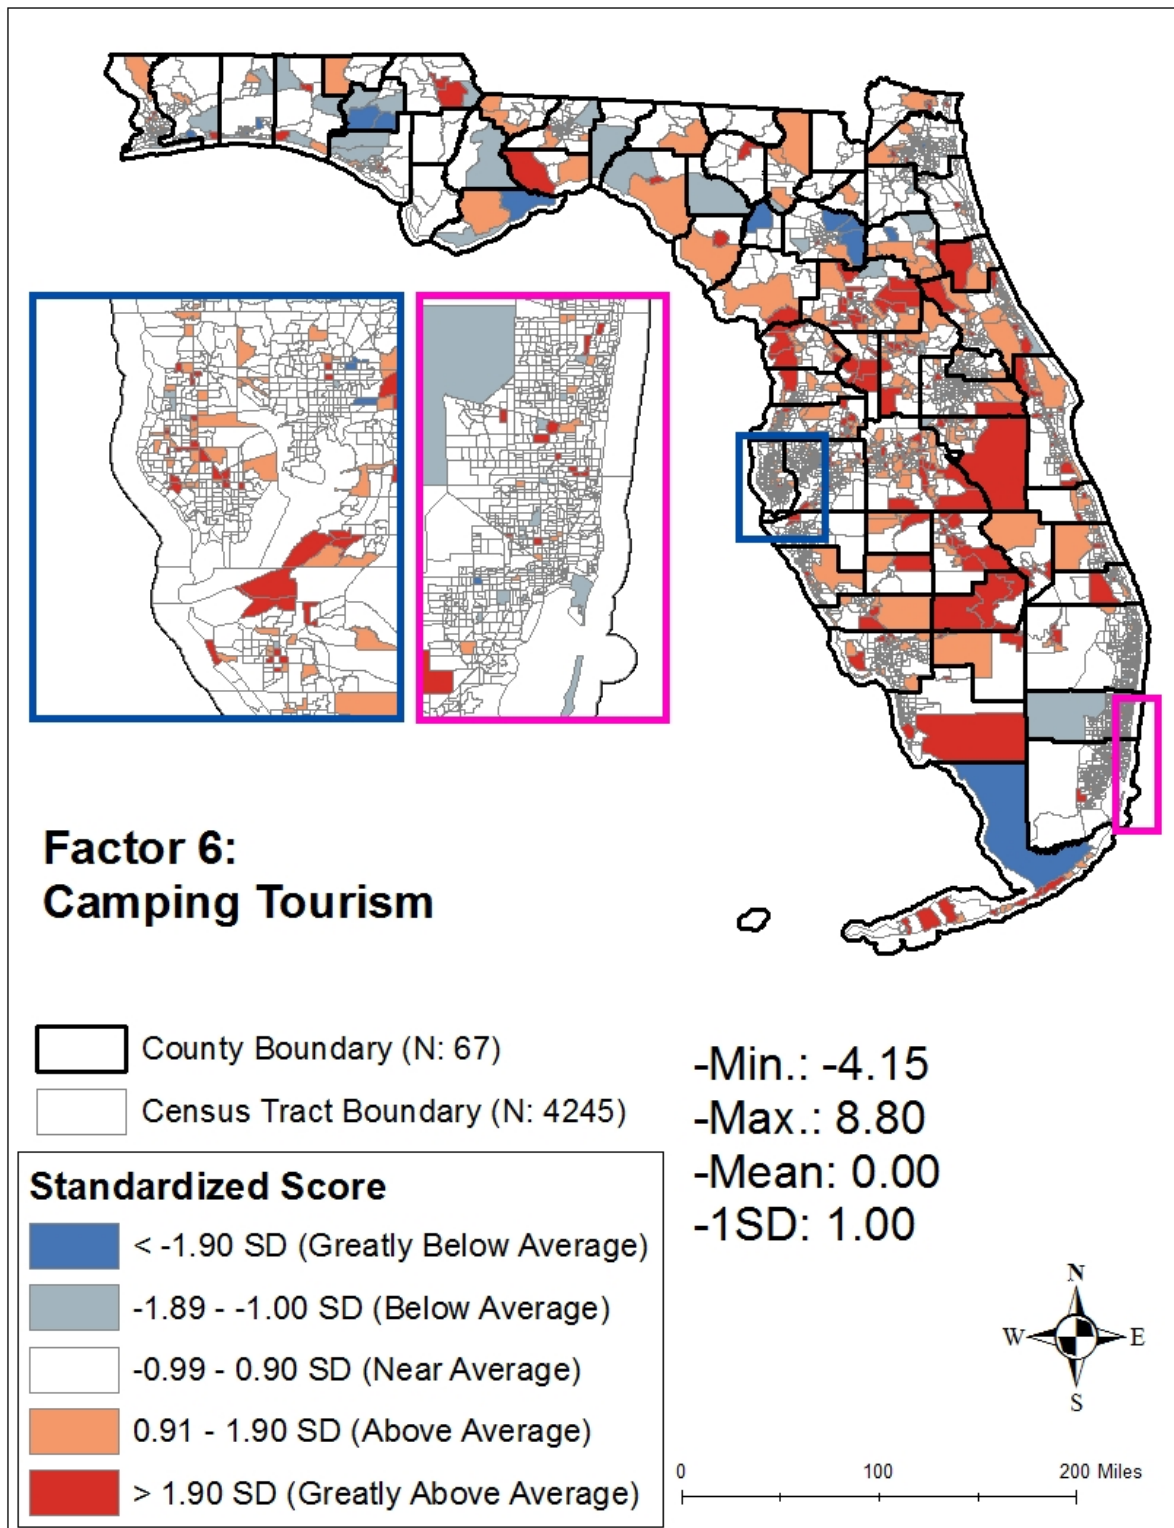 Factor 6:
Camping Tourism
County Boundary (N: 67)
Census Tract Boundary (N: 4245)
Standardized Score
< -1.90 SD (Greatly Below Average)
-1.89 - -1.00 SD (Below Average)
-0.99 - 0.90 SD (Near Average)
0.91 - 1.90 SD (Above Average)
> 1.90 SD (Greatly Above Average)
-Min.: -4.15
-Max.: 8.80
-Mean: 0.00
-1SD: 1.00
N
W E
S
0 100 200 Miles